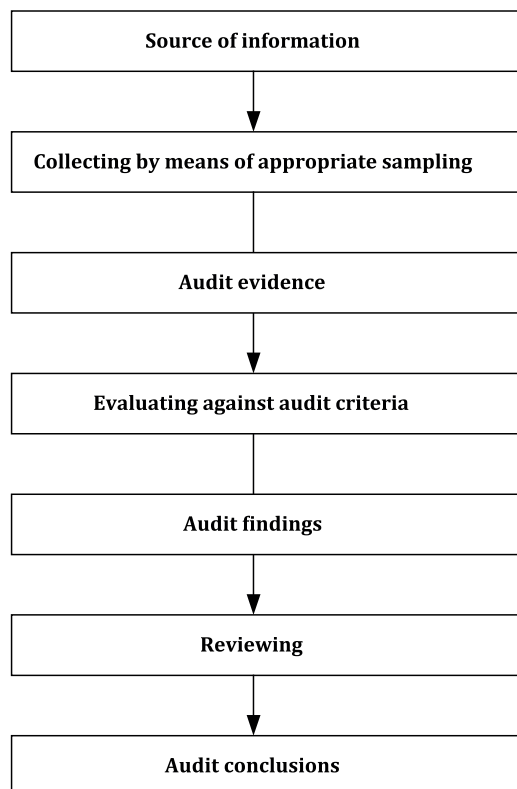 Source of information
Collecting by means of appropriate sampling
Audit evidence
Evaluating against audit criteria
Audit findings
Reviewing
Audit conclusions